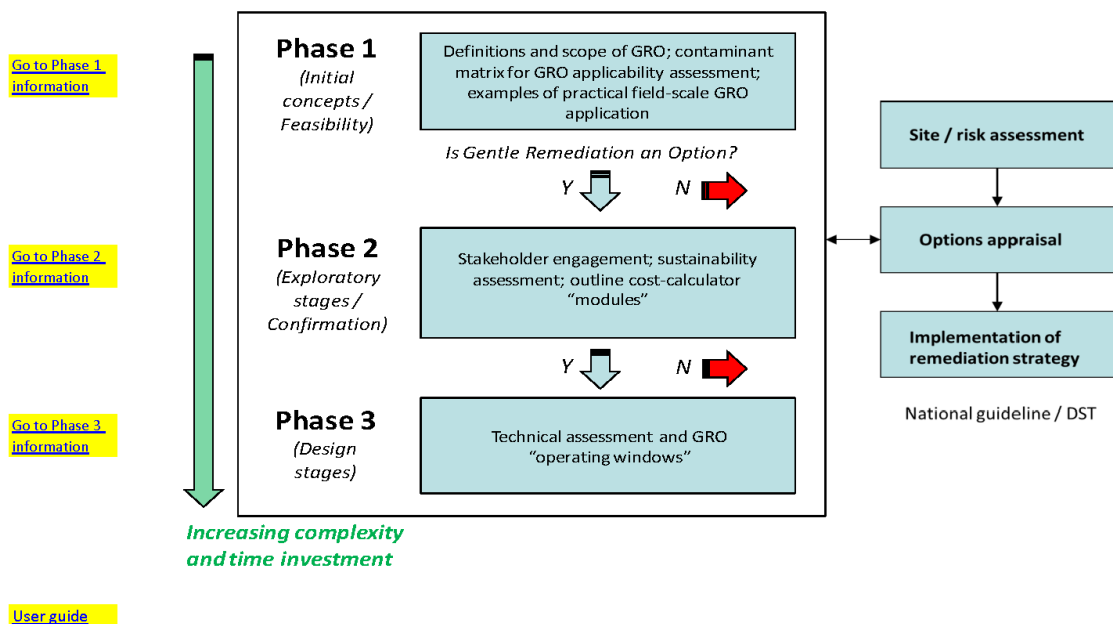 Go to Phase 1
information
Phase 1
(Initial
concepts /
Feasibility)
Definitions and scope of GRO; contaminant
matrix for GRO applicability assessment;
examples of practical field-scale GRO
application
Is Gentle Remediation an Option?
Y
N
Go to Phase 2
information
Phase 2
(Exploratory
stages /
Confirmation)
Stakeholder engagement; sustainability
assessment; outline cost-calculator
“modules”
Y
N
Go to Phase 3
information
Phase 3
(Design
stages)
Technical assessment and GRO
“operating windows”
Increasing complexity
and time investment
User guide
Site / risk assessment
Options appraisal
Implementation of
remediation strategy
National guideline / DST